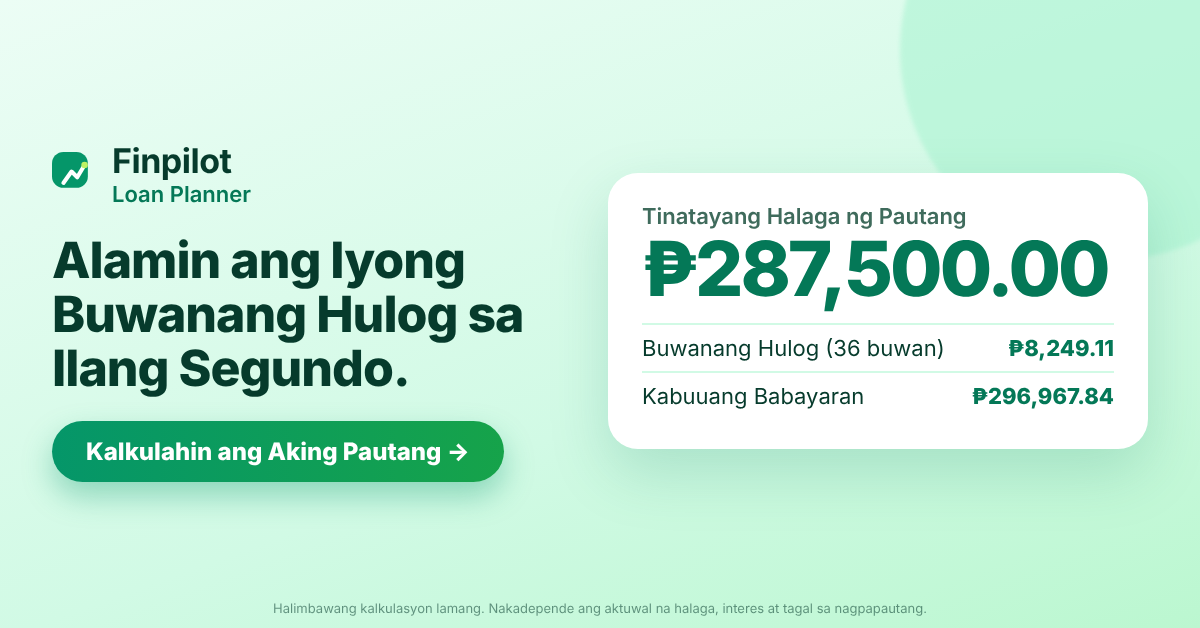 Finpilot
Loan Planner
Alamin ang Iyong
Buwanang Hulog sa
Ilang Segundo.
Kalkulahin ang Aking Pautang →
Tinatayang Halaga ng Pautang
₱287,500.00
Buwanang Hulog (36 buwan) ₱8,249.11
Kabuuang Babayaran ₱296,967.84
Halimbawang kalkulasyon lamang. Nakadepende ang aktuwal na halaga, interes at tagal sa nagpapautang.